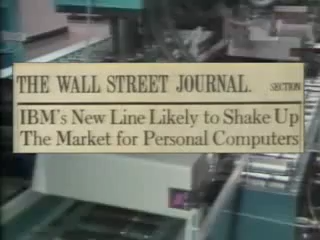 THE WALL STREET JOURNAL. SECTION
IBM's New Line Likely to Shake Up
The Market for Personal Computers